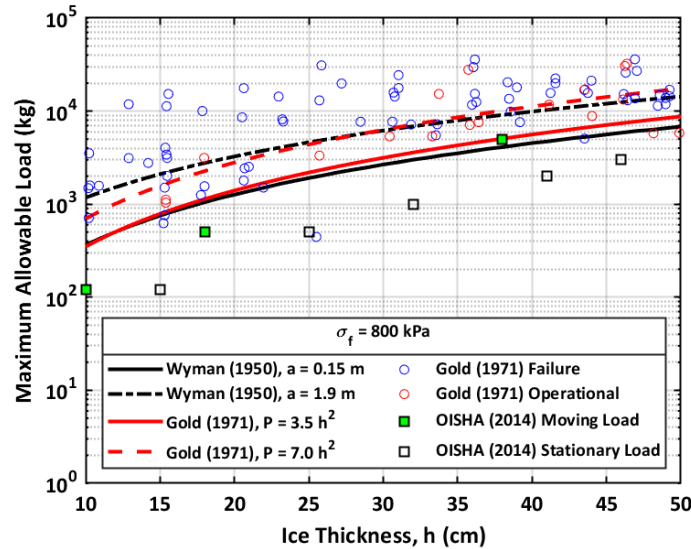 Maximum Allowable Load (kg)
10^5
10^4
10^3
10^2
10^1
10^0
σ_f = 800 kPa
Wyman (1950), a = 0.15 m
Wyman (1950), a = 1.9 m
Gold (1971), P = 3.5 h^2
Gold (1971), P = 7.0 h^2
Gold (1971) Failure
Gold (1971) Operational
OISHA (2014) Moving Load
OISHA (2014) Stationary Load
10 15 20 25 30 35 40 45 50
Ice Thickness, h (cm)